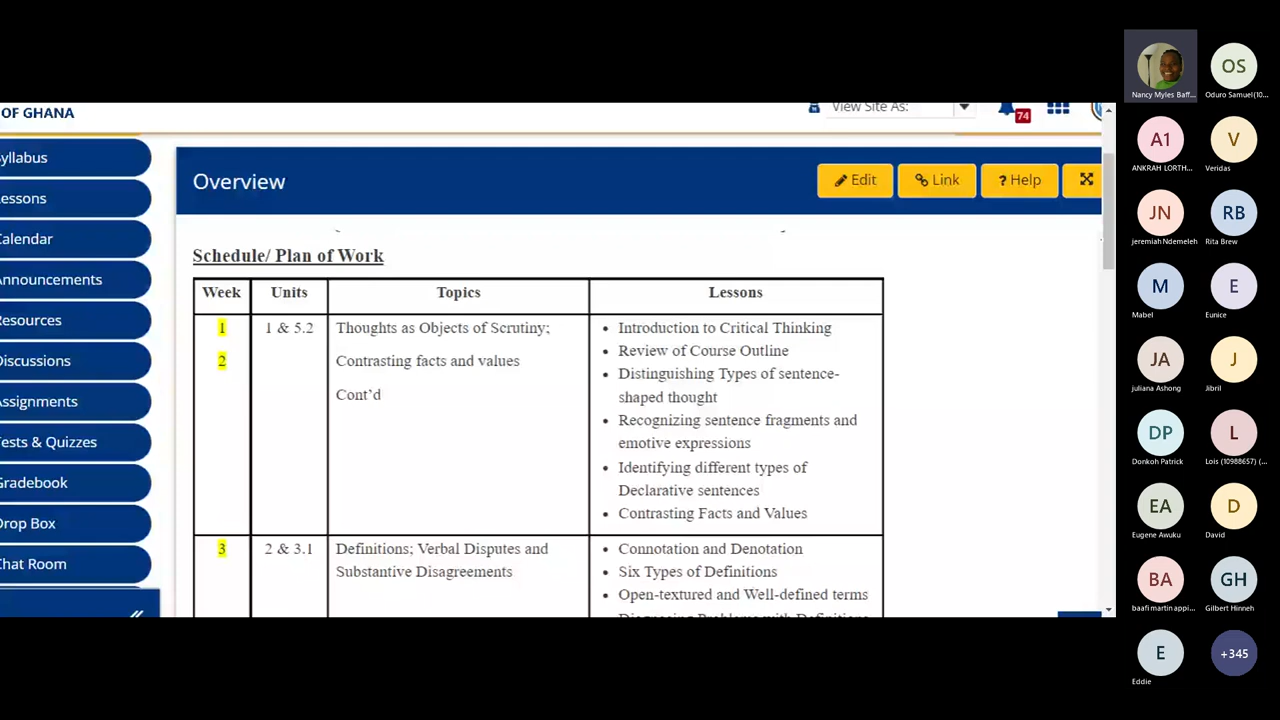 OF GHANA
View Site As:
74
Syllabus
Lessons
Calendar
Announcements
Resources
Discussions
Assignments
Tests & Quizzes
Gradebook
Drop Box
Chat Room
Overview
Edit
Link
? Help
Schedule/ Plan of Work
Week
Units
Topics
Lessons
1
2
1 & 5.2
Thoughts as Objects of Scrutiny;
Contrasting facts and values
Cont’d
• Introduction to Critical Thinking
• Review of Course Outline
• Distinguishing Types of sentence-
shaped thought
• Recognizing sentence fragments and
emotive expressions
• Identifying different types of
Declarative sentences
• Contrasting Facts and Values
3
2 & 3.1
Definitions; Verbal Disputes and
Substantive Disagreements
• Connotation and Denotation
• Six Types of Definitions
• Open-textured and Well-defined terms
Diagnosing Problems with Definitions
Nancy Myles Baff...
OS
Oduro Samuel(10...
A1
ANKRAH LORTH...
V
Veridas
JN
jeremiah Ndemeleh
RB
Rita Brew
M
Mabel
E
Eunice
JA
juliana Ashong
J
Jibril
DP
Donkoh Patrick
L
Lois (10988657) (...
EA
Eugene Awuku
D
David
BA
baafi martin appi...
GH
Gilbert Hinneh
E
Eddie
+345